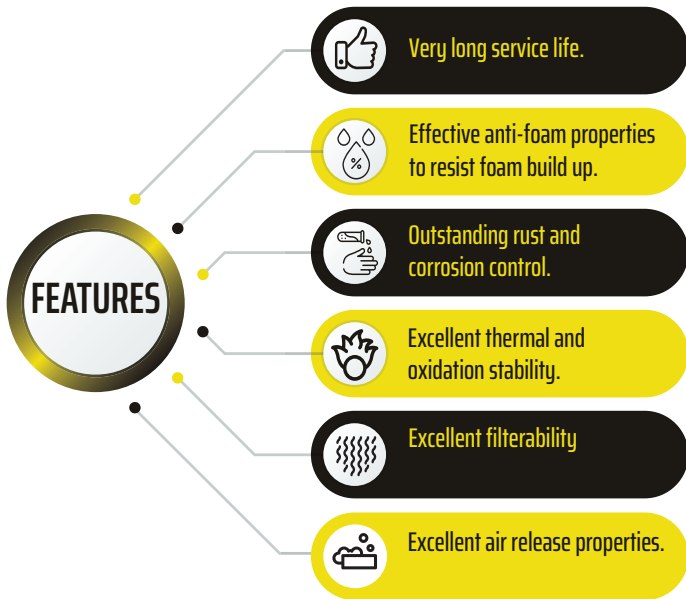 FEATURES
Very long service life.
Effective anti-foam properties
to resist foam build up.
%
Outstanding rust and
corrosion control.
Excellent thermal and
oxidation stability.
Excellent filterability
Excellent air release properties.